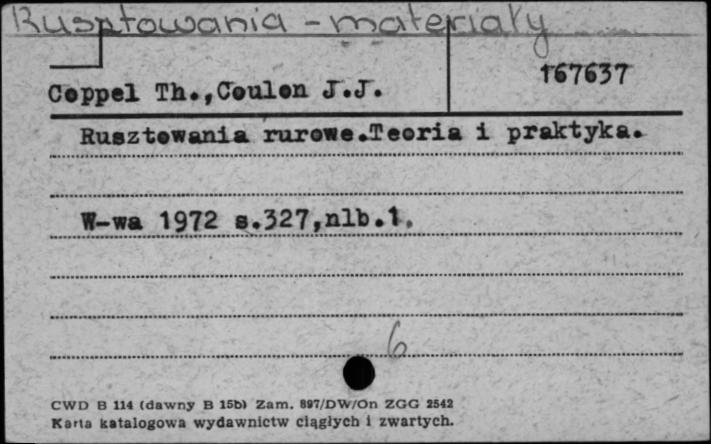 Rusztowania - materiały
167637
Coppel Th.,Coulon J.J.
Rusztowania rurowe.Teoria i praktyka.
W-wa 1972 s.327,nlb.1.
6
CWD B 114 (dawny B 15b) Zam. 897/DW/On ZGG 2542
Karta katalogowa wydawnictw ciągłych i zwartych.